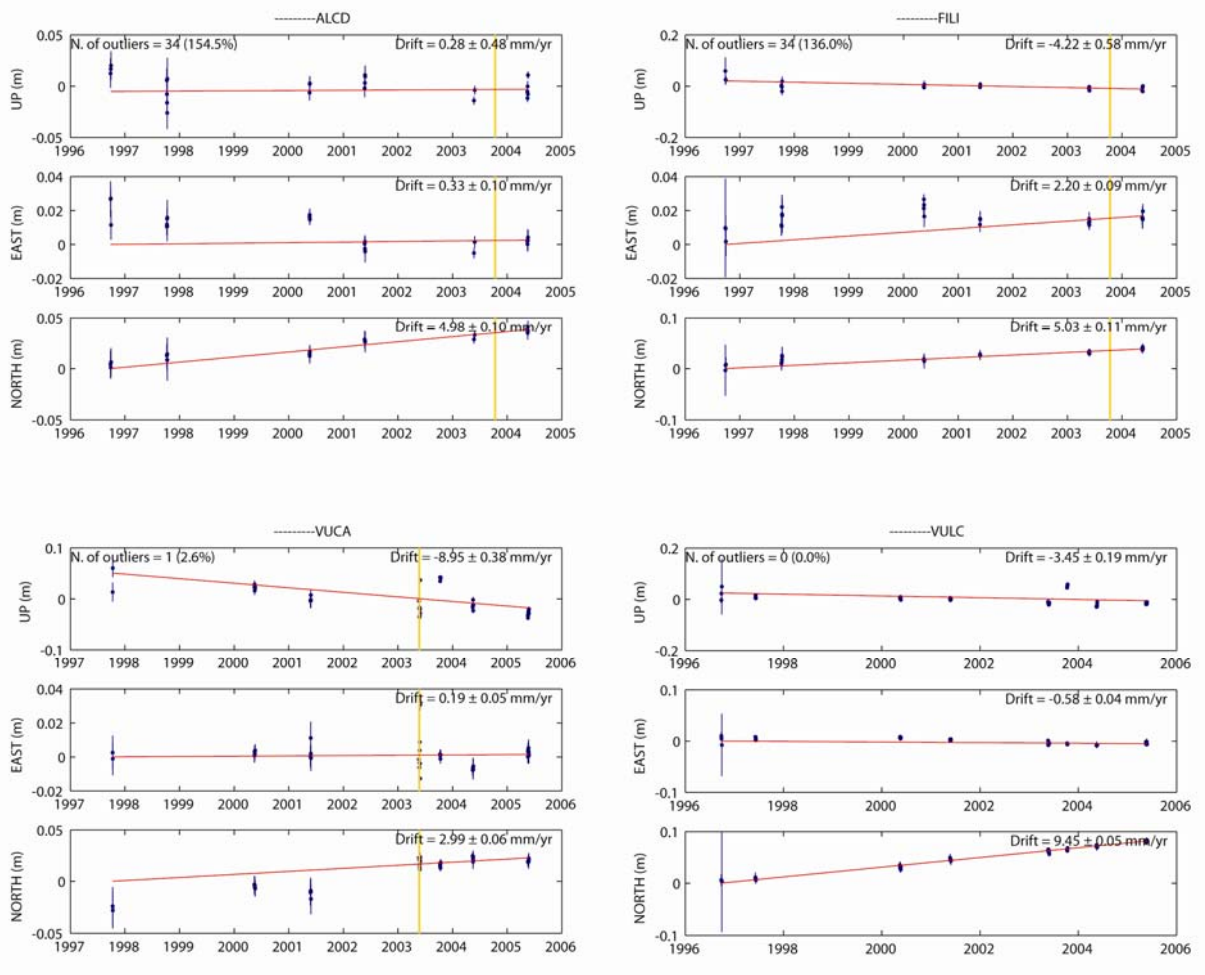 ---------ALCD
N. of outliers = 34 (154.5%) Drift = 0.28 ± 0.48 mm/yr
UP (m)
0.05
0
-0.05
1996 1997 1998 1999 2000 2001 2002 2003 2004 2005
Drift = 0.33 ± 0.10 mm/yr
EAST (m)
0.04
0.02
0
-0.02
1996 1997 1998 1999 2000 2001 2002 2003 2004 2005
Drift = 4.98 ± 0.10 mm/yr
NORTH (m)
0.05
0
-0.05
1996 1997 1998 1999 2000 2001 2002 2003 2004 2005
---------FILI
N. of outliers = 34 (136.0%) Drift = -4.22 ± 0.58 mm/yr
UP (m)
0.2
0
-0.2
1996 1997 1998 1999 2000 2001 2002 2003 2004 2005
Drift = 2.20 ± 0.09 mm/yr
EAST (m)
0.04
0.02
0
-0.02
1996 1997 1998 1999 2000 2001 2002 2003 2004 2005
Drift = 5.03 ± 0.11 mm/yr
NORTH (m)
0.1
0
-0.1
1996 1997 1998 1999 2000 2001 2002 2003 2004 2005
---------VUCA
N. of outliers = 1 (2.6%) Drift = -8.95 ± 0.38 mm/yr
UP (m)
0.1
0
-0.1
1997 1998 1999 2000 2001 2002 2003 2004 2005 2006
Drift = 0.19 ± 0.05 mm/yr
EAST (m)
0.04
0.02
0
-0.02
1997 1998 1999 2000 2001 2002 2003 2004 2005 2006
Drift = 2.99 ± 0.06 mm/yr
NORTH (m)
0.05
0
-0.05
1997 1998 1999 2000 2001 2002 2003 2004 2005 2006
---------VULC
N. of outliers = 0 (0.0%) Drift = -3.45 ± 0.19 mm/yr
UP (m)
0.2
0
-0.2
1996 1998 2000 2002 2004 2006
Drift = -0.58 ± 0.04 mm/yr
EAST (m)
0.1
0
-0.1
1996 1998 2000 2002 2004 2006
Drift = 9.45 ± 0.05 mm/yr
NORTH (m)
0.1
0
-0.1
1996 1998 2000 2002 2004 2006